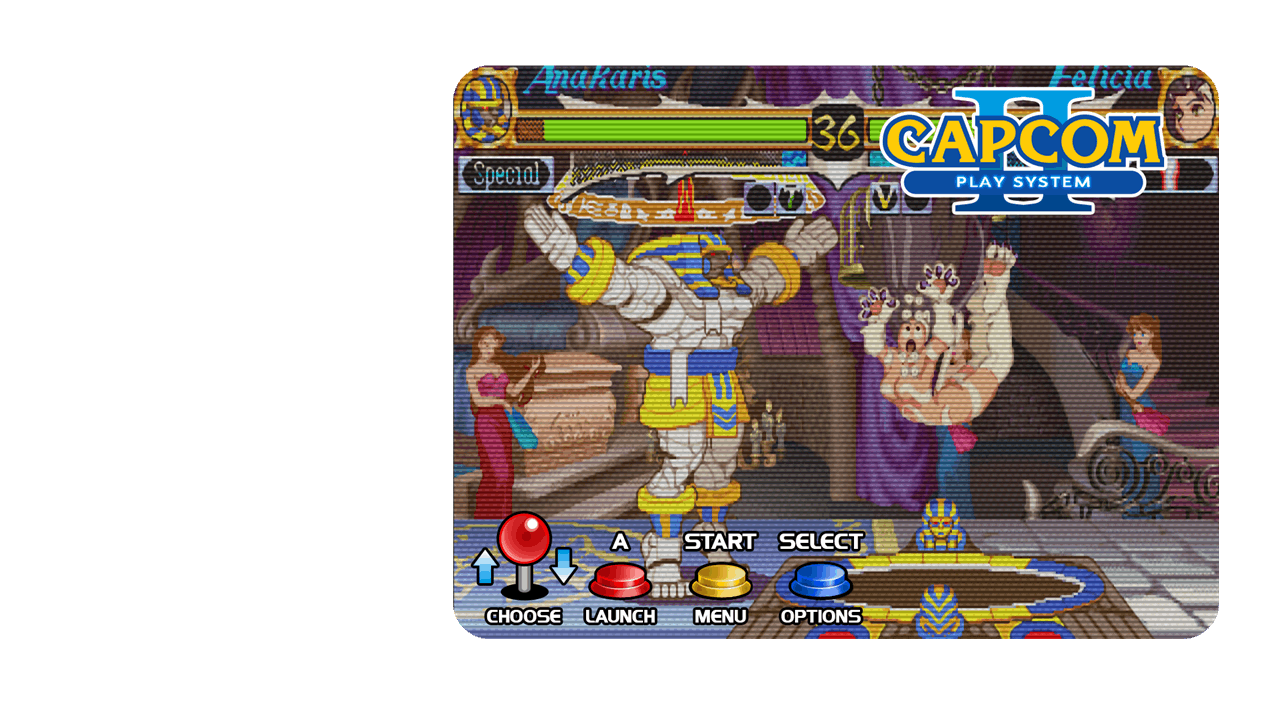 Anakaris
Felicia
36
II
CAPCOM
PLAY SYSTEM
Special
T
V
A
START
SELECT
CHOOSE
LAUNCH
MENU
OPTIONS